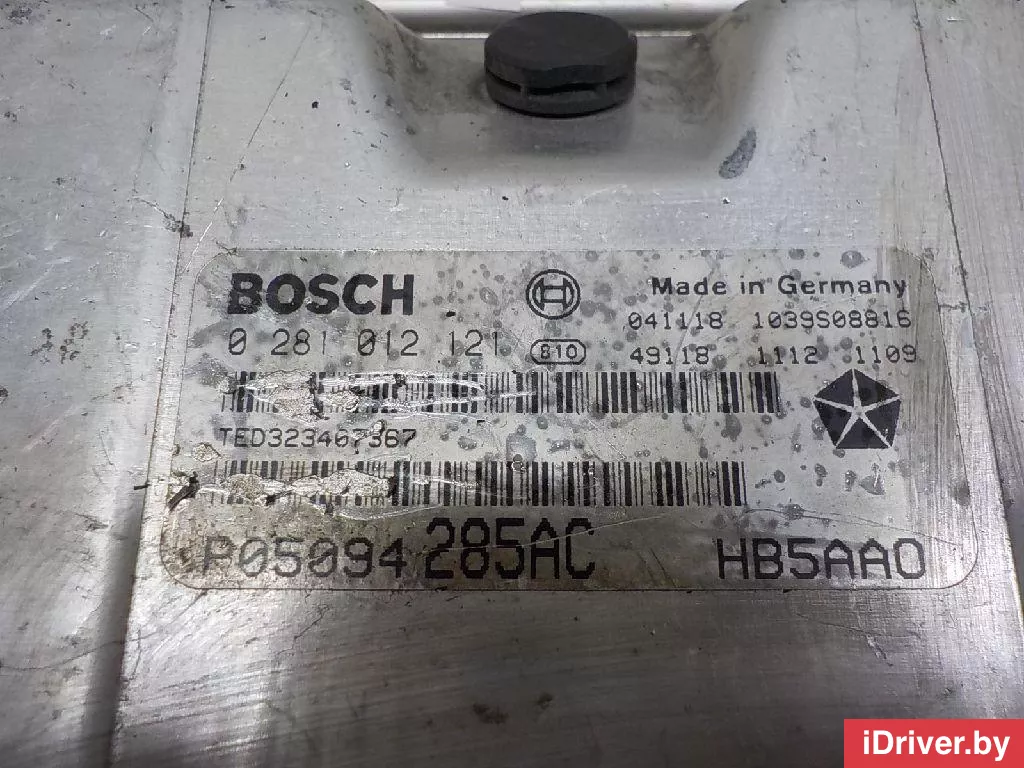 BOSCH
Made in Germany
0 281 012 121
810
041118 1039S08816
49118 1112 1109
TED323467367
P05094285AC
HB5AA0
iDriver.by